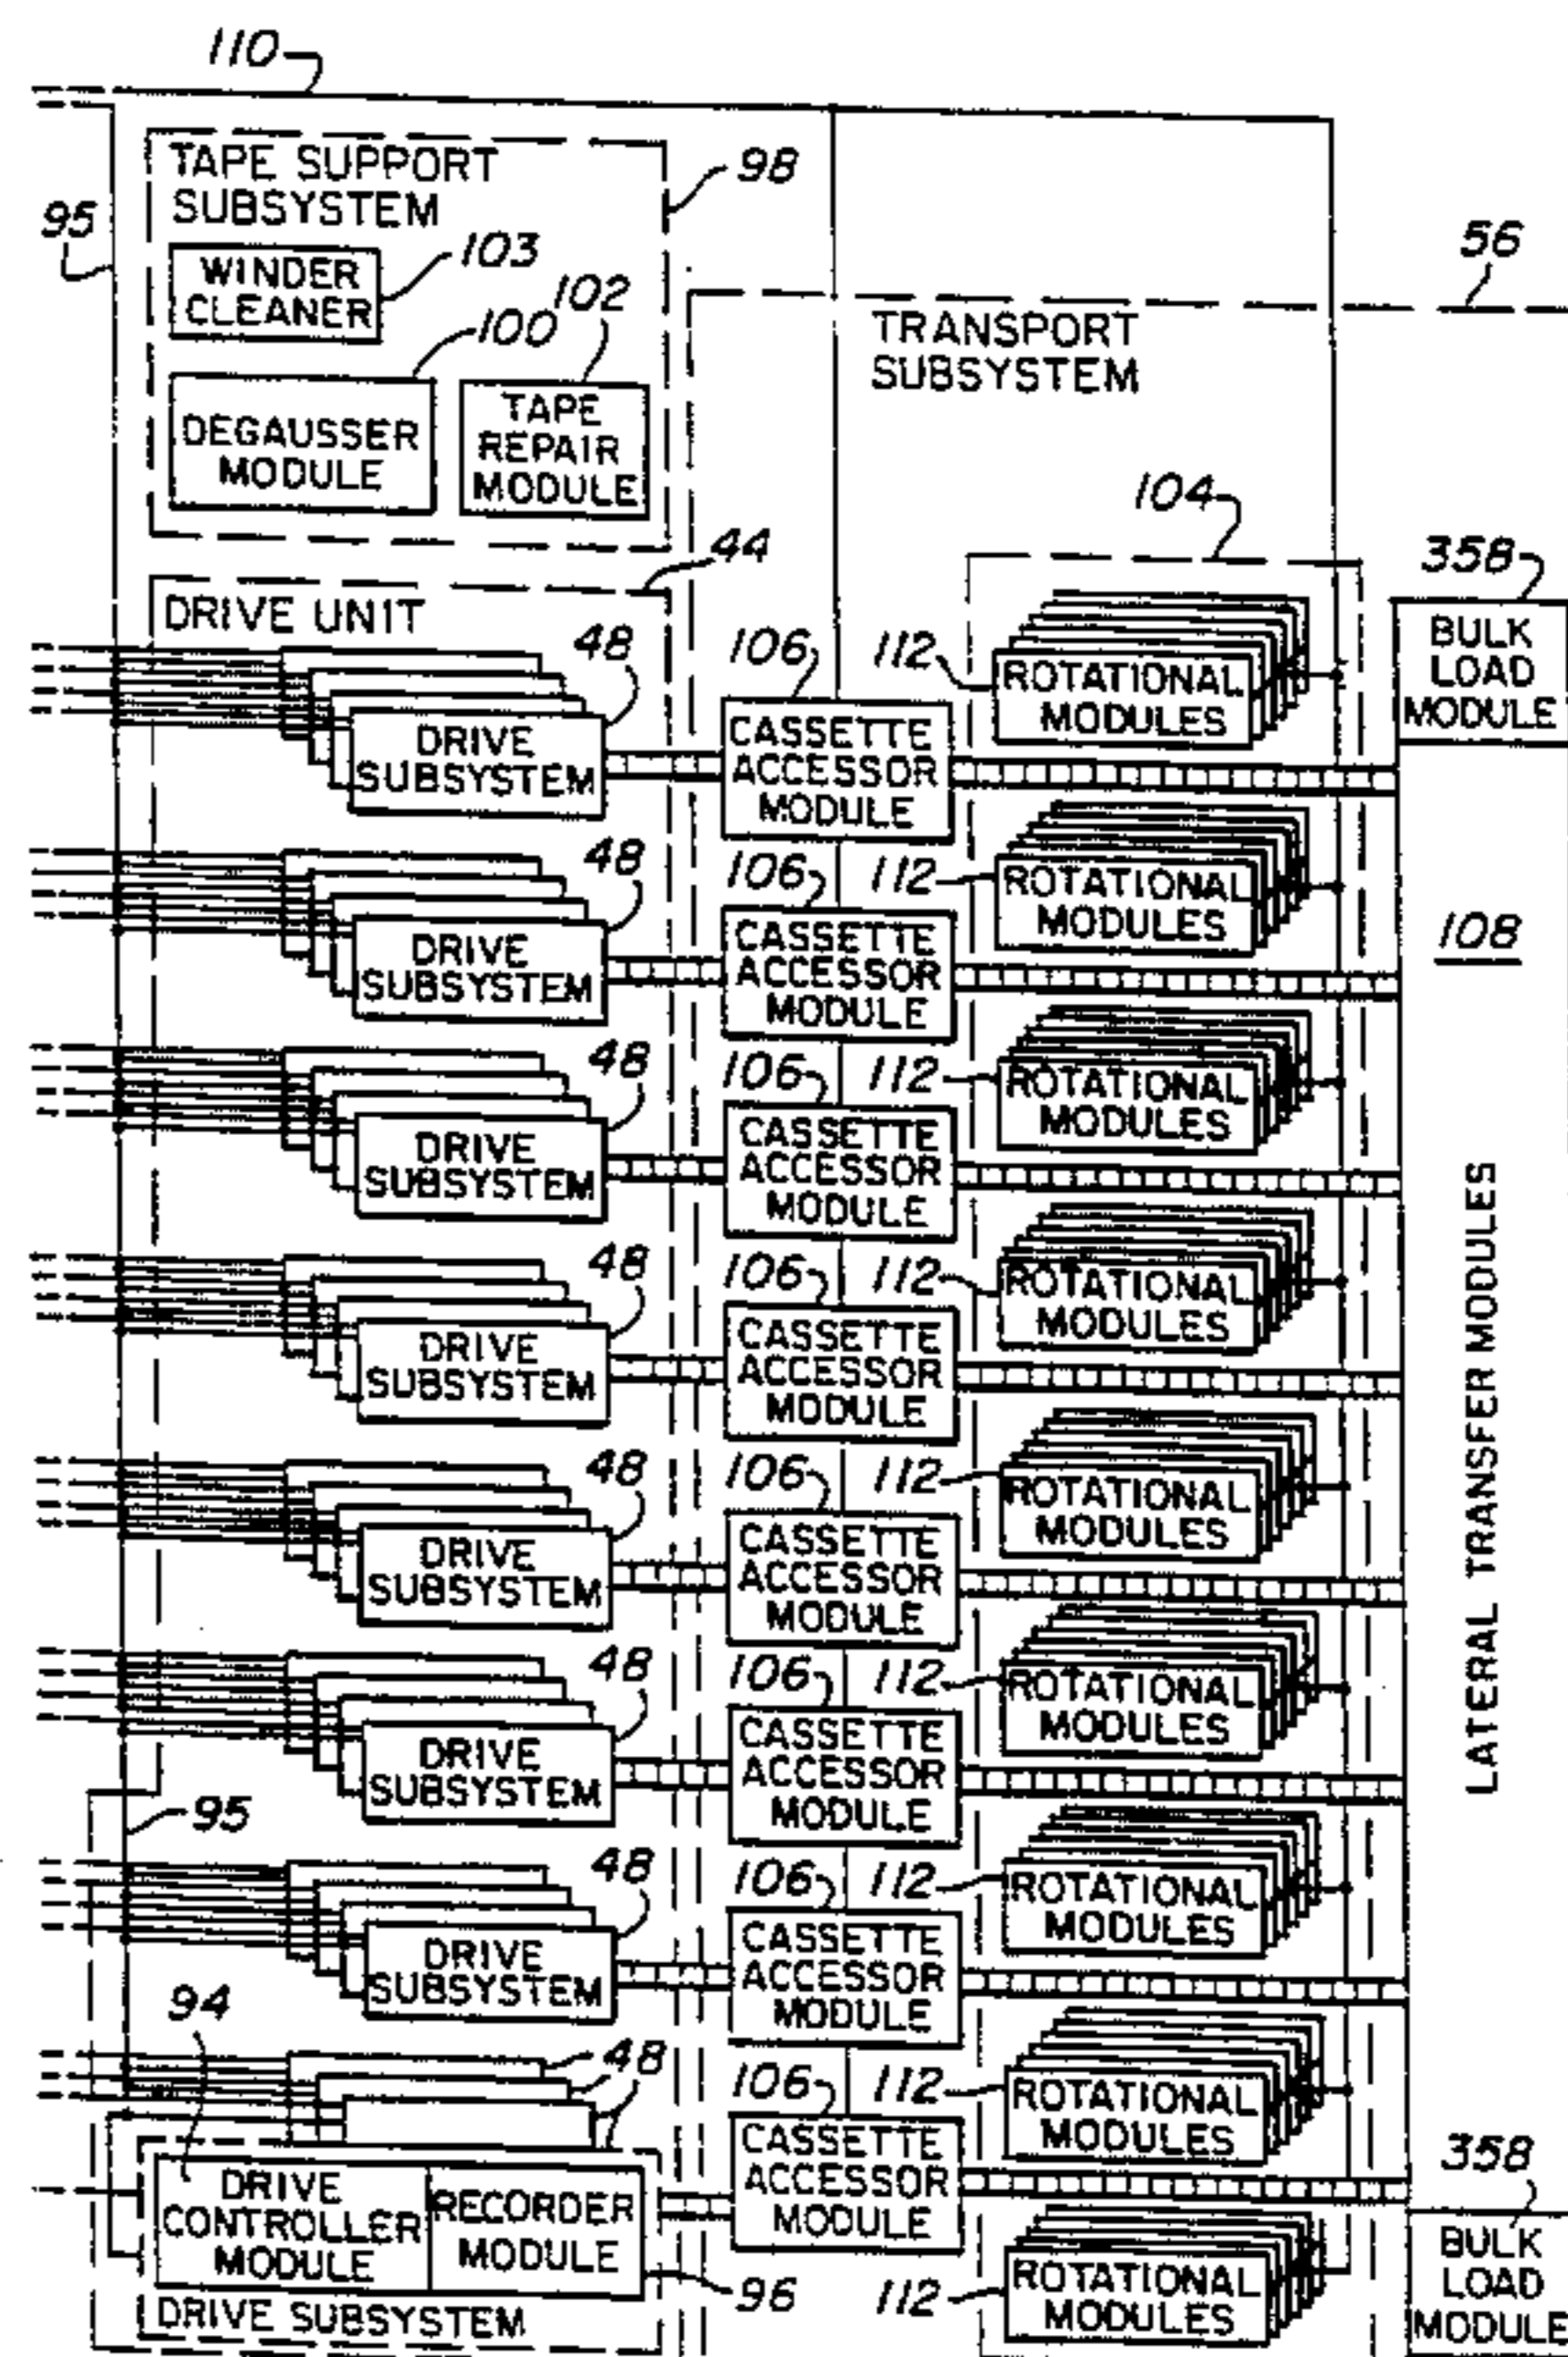 110
TAPE SUPPORT
SUBSYSTEM
98
95
WINDER
CLEANER
103
100
102
DEGAUSSER
MODULE
TAPE
REPAIR
MODULE
56
TRANSPORT
SUBSYSTEM
104
44
DRIVE UNIT
358
BULK
LOAD
MODULE
48
DRIVE
SUBSYSTEM
106
CASSETTE
ACCESSOR
MODULE
112
ROTATIONAL
MODULES
48
DRIVE
SUBSYSTEM
106
CASSETTE
ACCESSOR
MODULE
112
ROTATIONAL
MODULES
108
48
DRIVE
SUBSYSTEM
106
CASSETTE
ACCESSOR
MODULE
112
ROTATIONAL
MODULES
LATERAL TRANSFER MODULES
48
DRIVE
SUBSYSTEM
106
CASSETTE
ACCESSOR
MODULE
112
ROTATIONAL
MODULES
48
DRIVE
SUBSYSTEM
106
CASSETTE
ACCESSOR
MODULE
112
ROTATIONAL
MODULES
48
DRIVE
SUBSYSTEM
106
CASSETTE
ACCESSOR
MODULE
112
ROTATIONAL
MODULES
95
48
DRIVE
SUBSYSTEM
106
CASSETTE
ACCESSOR
MODULE
112
ROTATIONAL
MODULES
94
48
106
CASSETTE
ACCESSOR
MODULE
112
ROTATIONAL
MODULES
DRIVE
CONTROLLER
MODULE
RECORDER
MODULE
96
DRIVE SUBSYSTEM
112
ROTATIONAL
MODULES
358
BULK
LOAD
MODULE